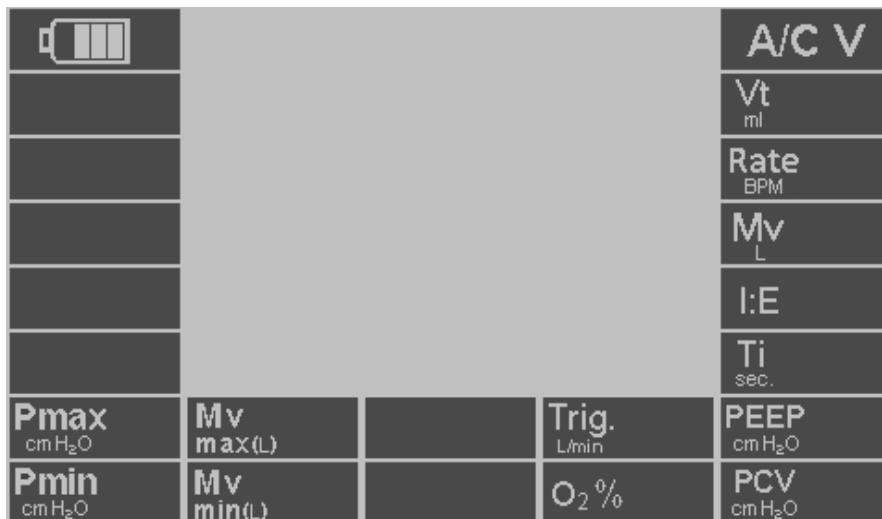 A/C V
Vt
ml
Rate
BPM
Mv
L
I:E
Ti
sec.
Pmax
cm H₂O
Mv
max(L)
Trig.
L/min
PEEP
cm H₂O
Pmin
cm H₂O
Mv
min(L)
O₂%
PCV
cm H₂O